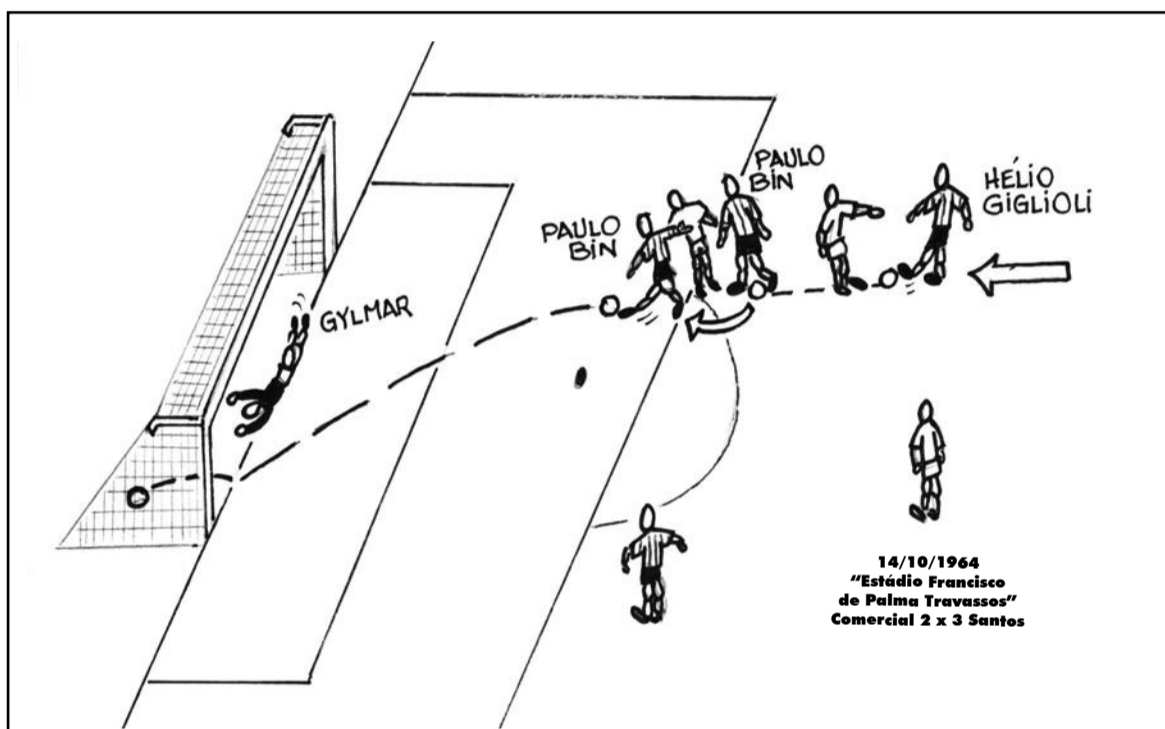 PAULO
BIN
HÉLIO
GIGLIOLI
PAULO
BIN
GYLMAR
14/10/1964
"Estádio Francisco
de Palma Travassos"
Comercial 2 x 3 Santos